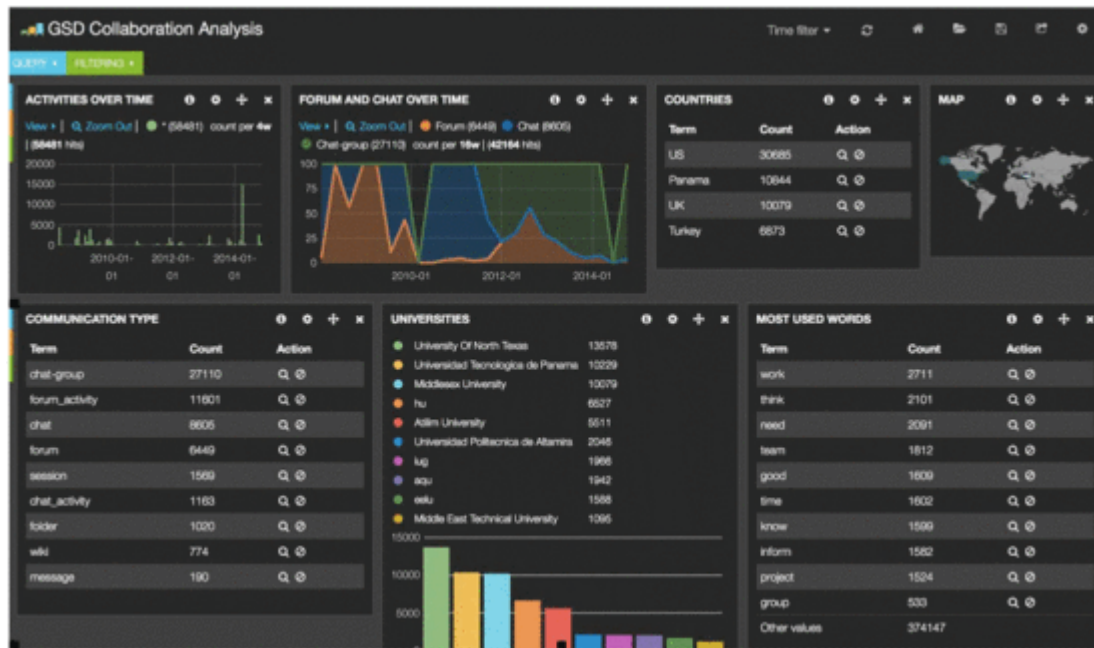 GSD Collaboration Analysis
Time filter
QUERY
FILTERING
ACTIVITIES OVER TIME
View | Zoom Out | * (58481) count per 4w
| (58481 hits)
20000
15000
10000
5000
0
2010-01-01
2012-01-01
2014-01-01
FORUM AND CHAT OVER TIME
View | Zoom Out | Forum (6449) Chat (8605)
Chat-group (27110) count per 16w | (42164 hits)
100
75
50
25
0
2010-01
2012-01
2014-01
COUNTRIES
Term Count Action
US 30685
Panama 10844
UK 10079
Turkey 6873
MAP
COMMUNICATION TYPE
Term Count Action
chat-group 27110
forum_activity 11601
chat 8605
forum 6449
session 1569
chat_activity 1163
folder 1020
wiki 774
message 190
UNIVERSITIES
University Of North Texas 13578
Universidad Tecnologica de Panama 10229
Middlesex University 10079
hu 6527
Atilim University 5511
Universidad Politecnica de Altamira 2046
iug 1966
aqu 1942
eelu 1588
Middle East Technical University 1095
15000
10000
5000
MOST USED WORDS
Term Count Action
work 2711
think 2101
need 2091
team 1812
good 1609
time 1602
know 1599
inform 1582
project 1524
group 533
Other values 374147